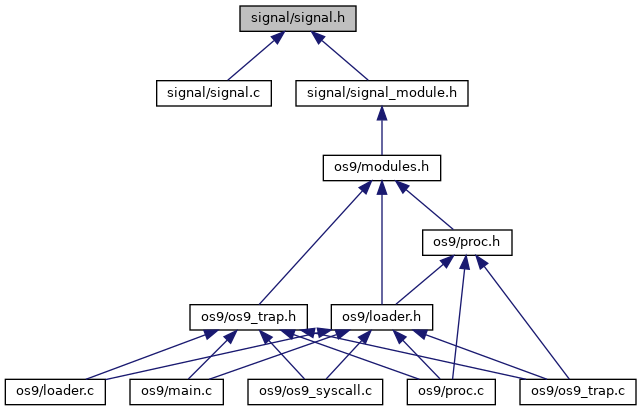 signal/signal.h
signal/signal.c
signal/signal_module.h
os9/modules.h
os9/proc.h
os9/os9_trap.h
os9/loader.h
os9/loader.c
os9/main.c
os9/os9_syscall.c
os9/proc.c
os9/os9_trap.c